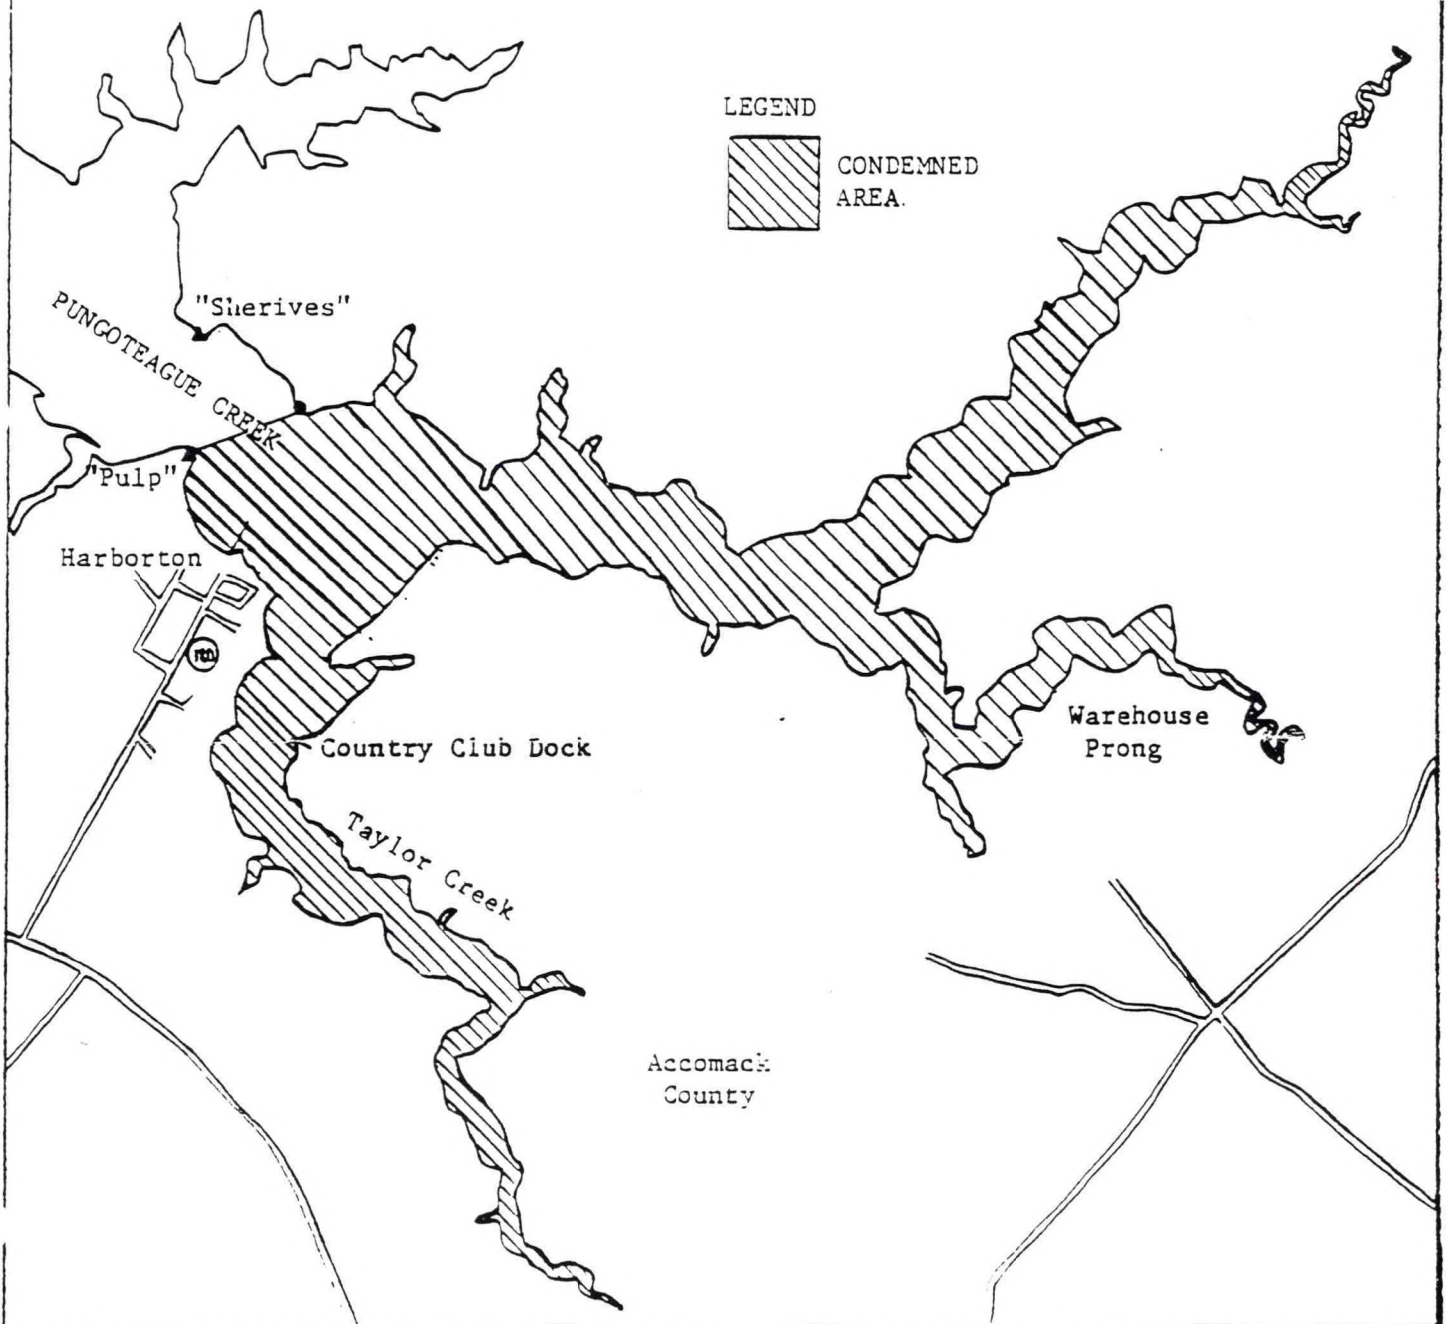 LEGEND
CONDEMNED
AREA.
"Sherives"
PUNGOTEAGUE CREEK
"Pulp"
Harborton
Warehouse
Prong
Country Club Dock
Taylor Creek
Accomack
County